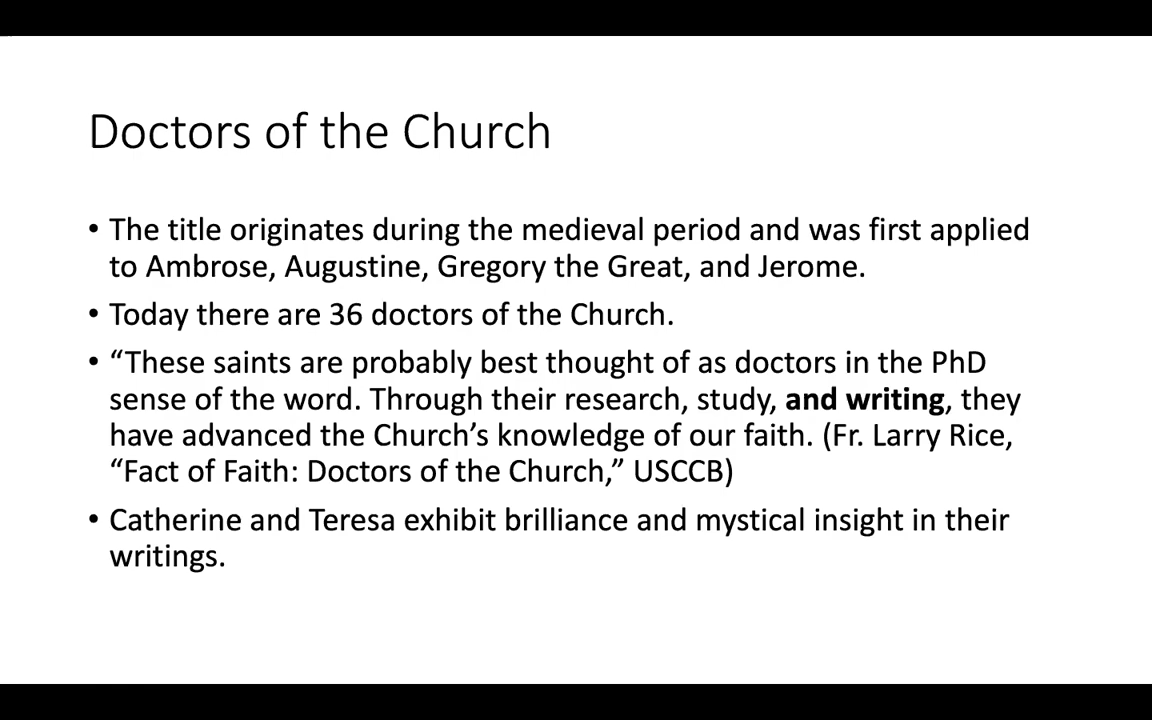 Doctors of the Church
• The title originates during the medieval period and was first applied
to Ambrose, Augustine, Gregory the Great, and Jerome.
• Today there are 36 doctors of the Church.
• “These saints are probably best thought of as doctors in the PhD
sense of the word. Through their research, study, and writing, they
have advanced the Church’s knowledge of our faith. (Fr. Larry Rice,
“Fact of Faith: Doctors of the Church,” USCCB)
• Catherine and Teresa exhibit brilliance and mystical insight in their
writings.